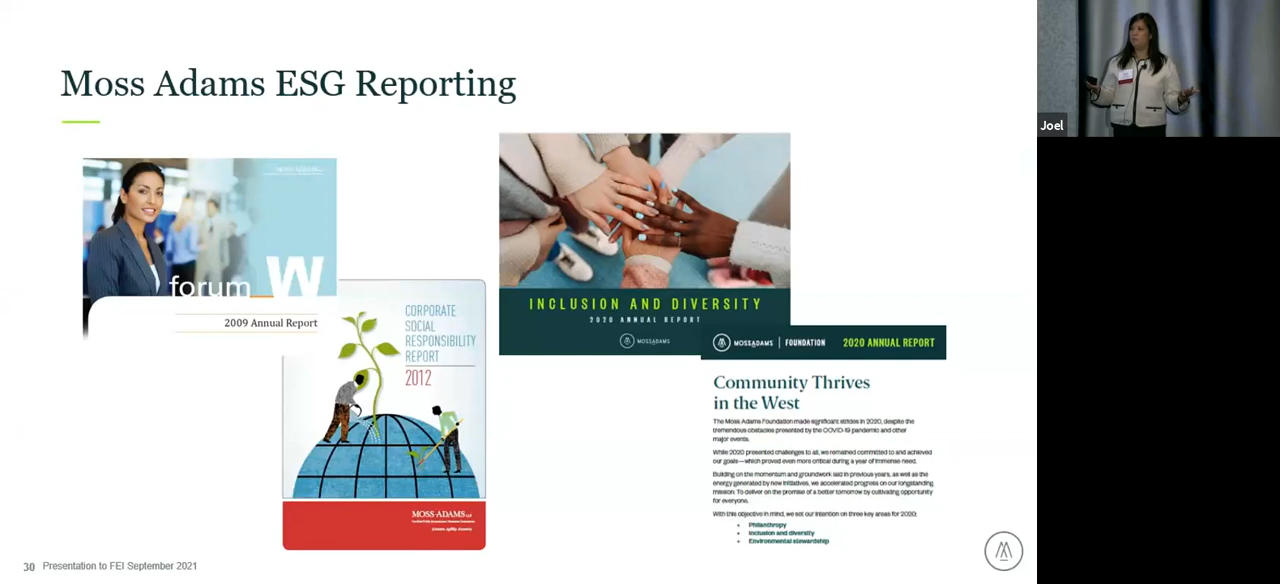 Moss Adams ESG Reporting
MOSS-ADAMS LLP
forum W
2009 Annual Report
CORPORATE
SOCIAL
RESPONSIBILITY
REPORT
2012
MOSS-ADAMS LLP
INCLUSION AND DIVERSITY
2020 ANNUAL REPORT
MOSSADAMS
MOSSADAMS | FOUNDATION 2020 ANNUAL REPORT
Community Thrives
in the West
The Moss Adams Foundation made significant strides in 2020, despite the
tremendous obstacles presented by the COVID-19 pandemic and other
major events.
While 2020 presented challenges to all, we remained committed to and achieved
our goals—which proved even more critical during a year of immense need.
Building on the momentum and groundwork laid in previous years, as well as the
energy generated by new initiatives, we accelerated progress on our longstanding
mission: To deliver on the promise of a better tomorrow by cultivating opportunity
for everyone.
With this objective in mind, we set our intention on three key areas for 2020:
• Philanthropy
• Inclusion and diversity
• Environmental stewardship
30 Presentation to FEI September 2021
Joel